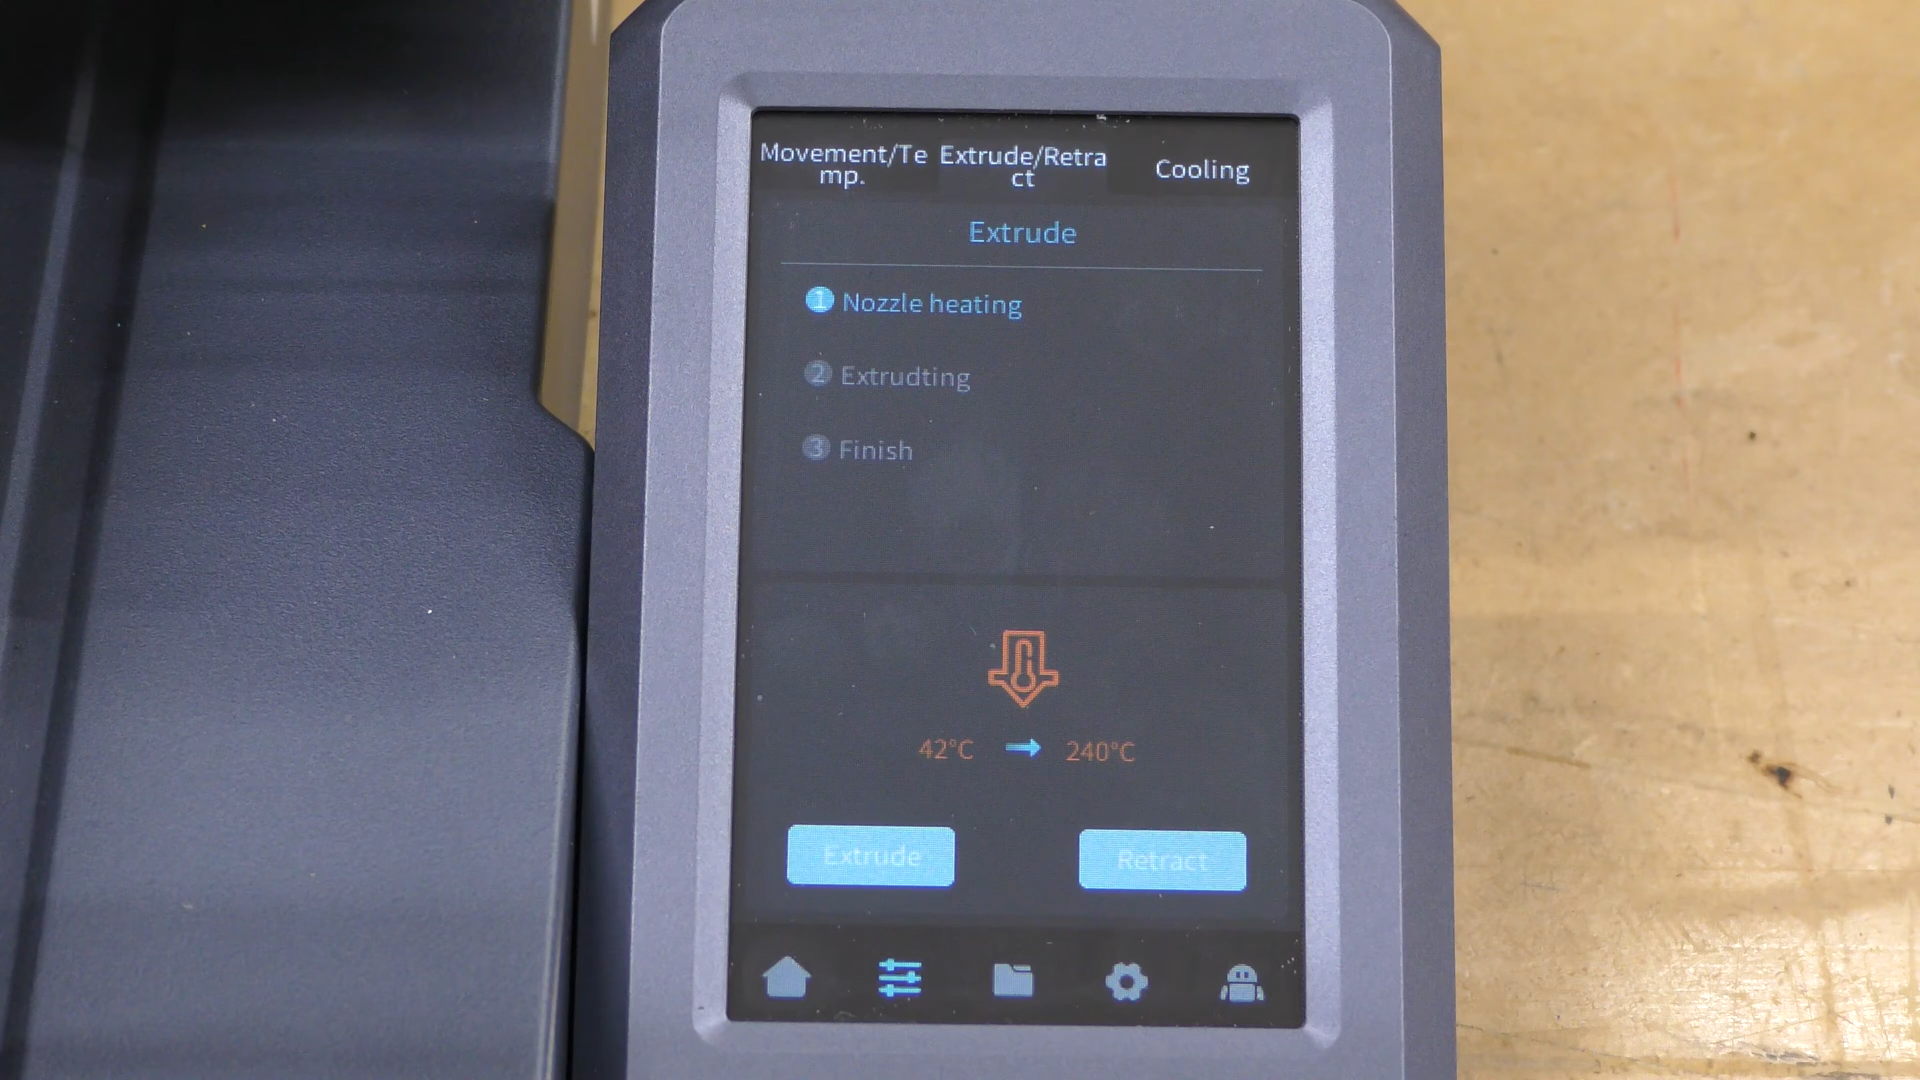 Movement/Te
mp.
Extrude/Retra
ct
Cooling
Extrude
1 Nozzle heating
2 Extrudting
3 Finish
42°C
240°C
Extrude
Retract